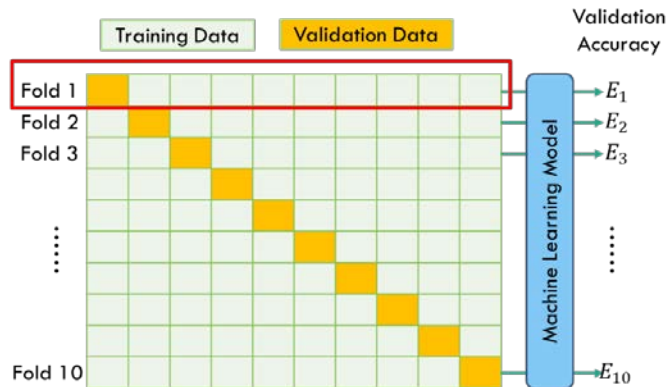 Validation
Accuracy
Training Data
Validation Data
Fold 1
E₁
Fold 2
E₂
Fold 3
E₃
......
Machine Learning Model
......
Fold 10
E₁₀